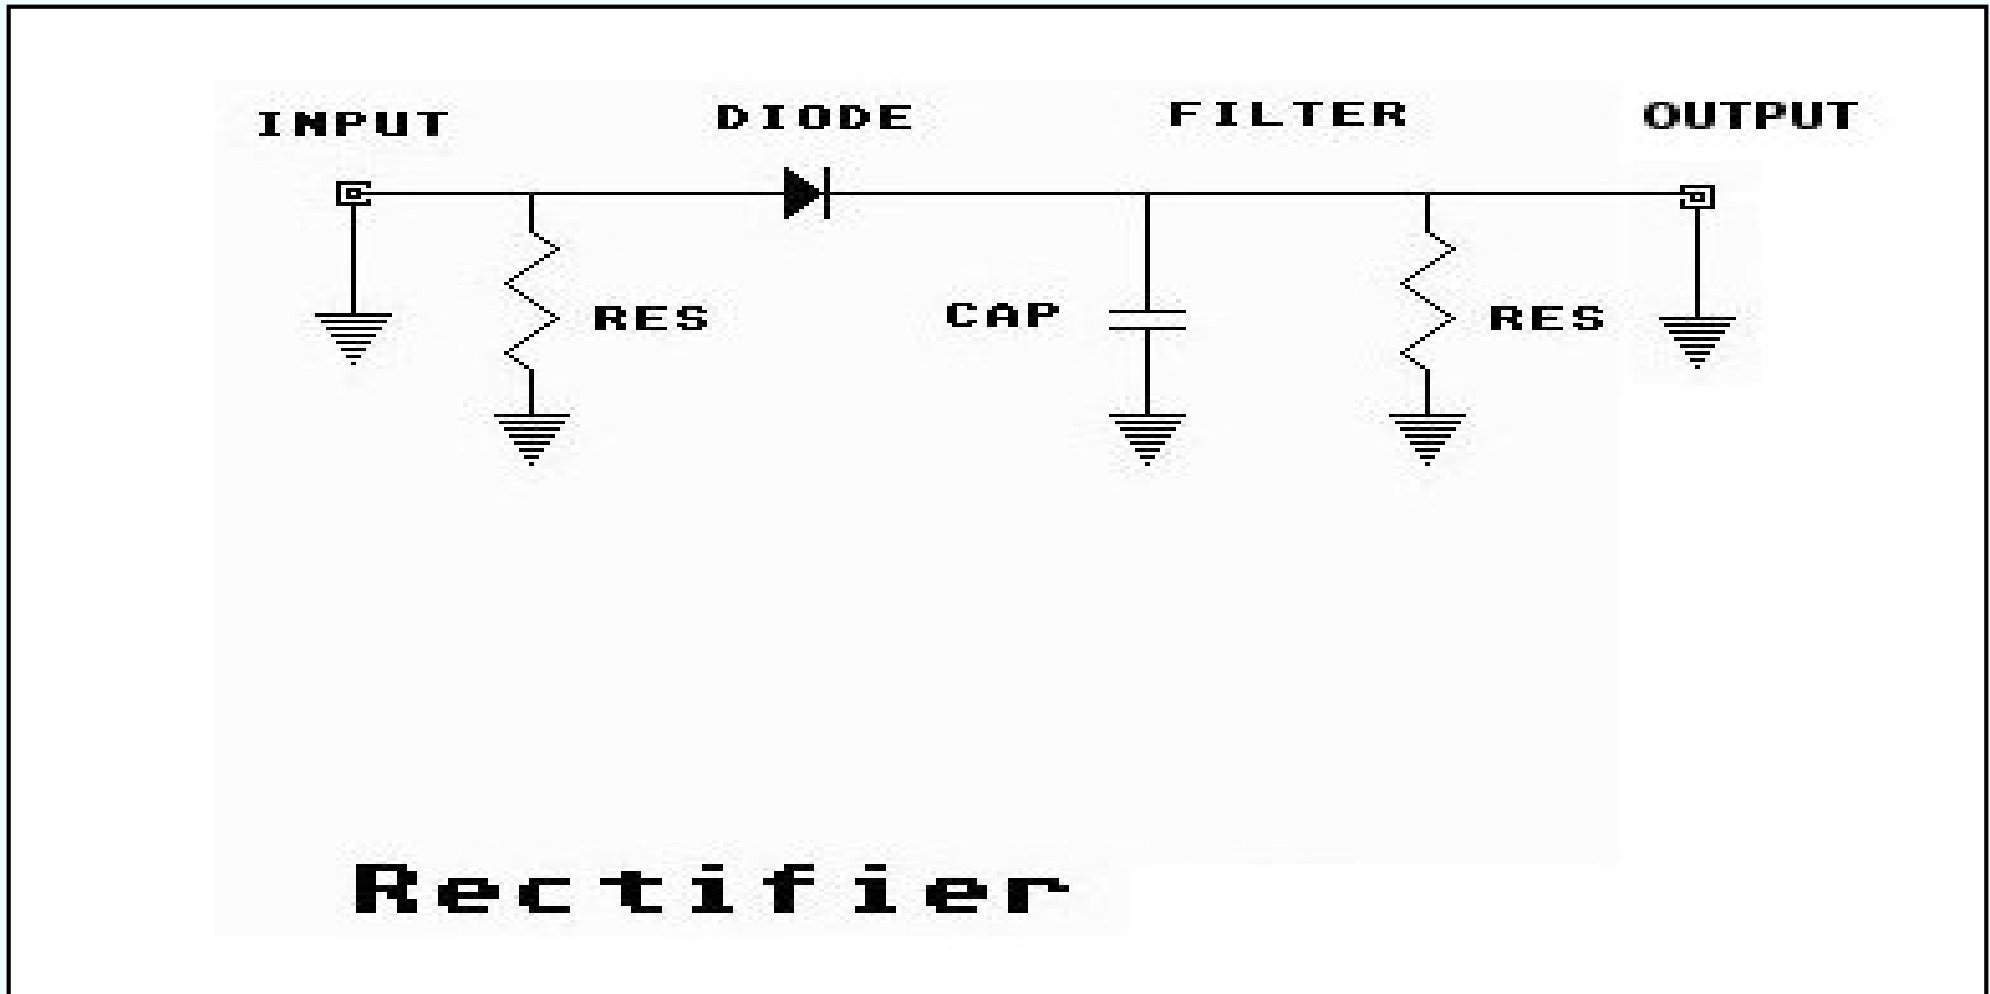 INPUT
DIODE
FILTER
OUTPUT
RES
CAP
RES
Rectifier